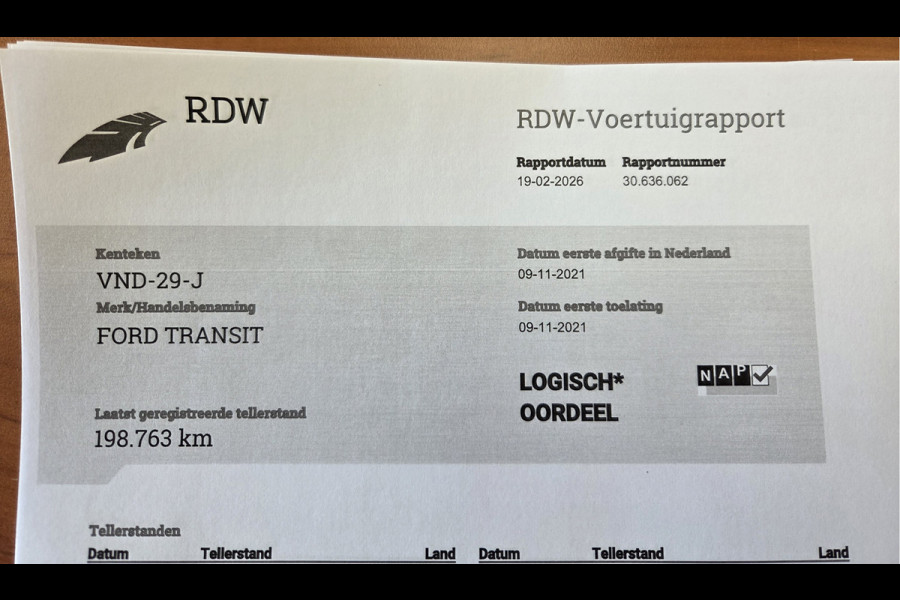 RDW
RDW-Voertuigrapport
Rapportdatum Rapportnummer
19-02-2026 30.636.062
Kenteken
VND-29-J
Merk/Handelsbenaming
FORD TRANSIT
Laatst geregistreerde tellerstand
198.763 km
Datum eerste afgifte in Nederland
09-11-2021
Datum eerste toelating
09-11-2021
LOGISCH*
OORDEEL
NAP
Tellerstanden
Datum Tellerstand Land Datum Tellerstand Land